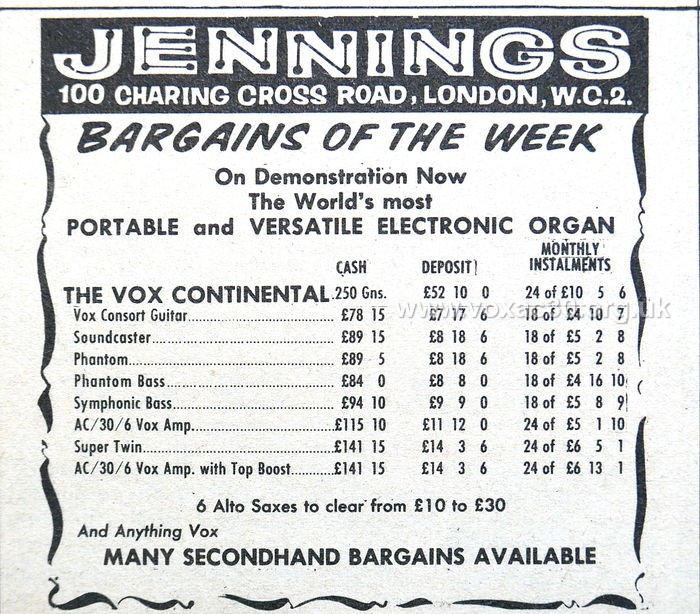 JENNINGS
100 CHARING CROSS ROAD, LONDON, W.C.2.
BARGAINS OF THE WEEK
On Demonstration Now
The World's most
PORTABLE and VERSATILE ELECTRONIC ORGAN
CASH DEPOSIT MONTHLY INSTALMENTS
THE VOX CONTINENTAL.250 Gns. £52 10 0 24 of £10 5 6
Vox Consort Guitar £78 15 £7 17 6 18 of £4 10 7
www.voxac30.org.uk
Soundcaster £89 15 £8 18 6 18 of £5 2 8
Phantom £89 5 £8 18 6 18 of £5 2 8
Phantom Bass £84 0 £8 8 0 18 of £4 16 10
Symphonic Bass £94 10 £9 9 0 18 of £5 8 9
AC/30/6 Vox Amp. £115 10 £11 12 0 24 of £5 1 10
Super Twin £141 15 £14 3 6 24 of £6 5 1
AC/30/6 Vox Amp. with Top Boost £141 15 £14 3 6 24 of £6 13 1
6 Alto Saxes to clear from £10 to £30
And Anything Vox
MANY SECONDHAND BARGAINS AVAILABLE